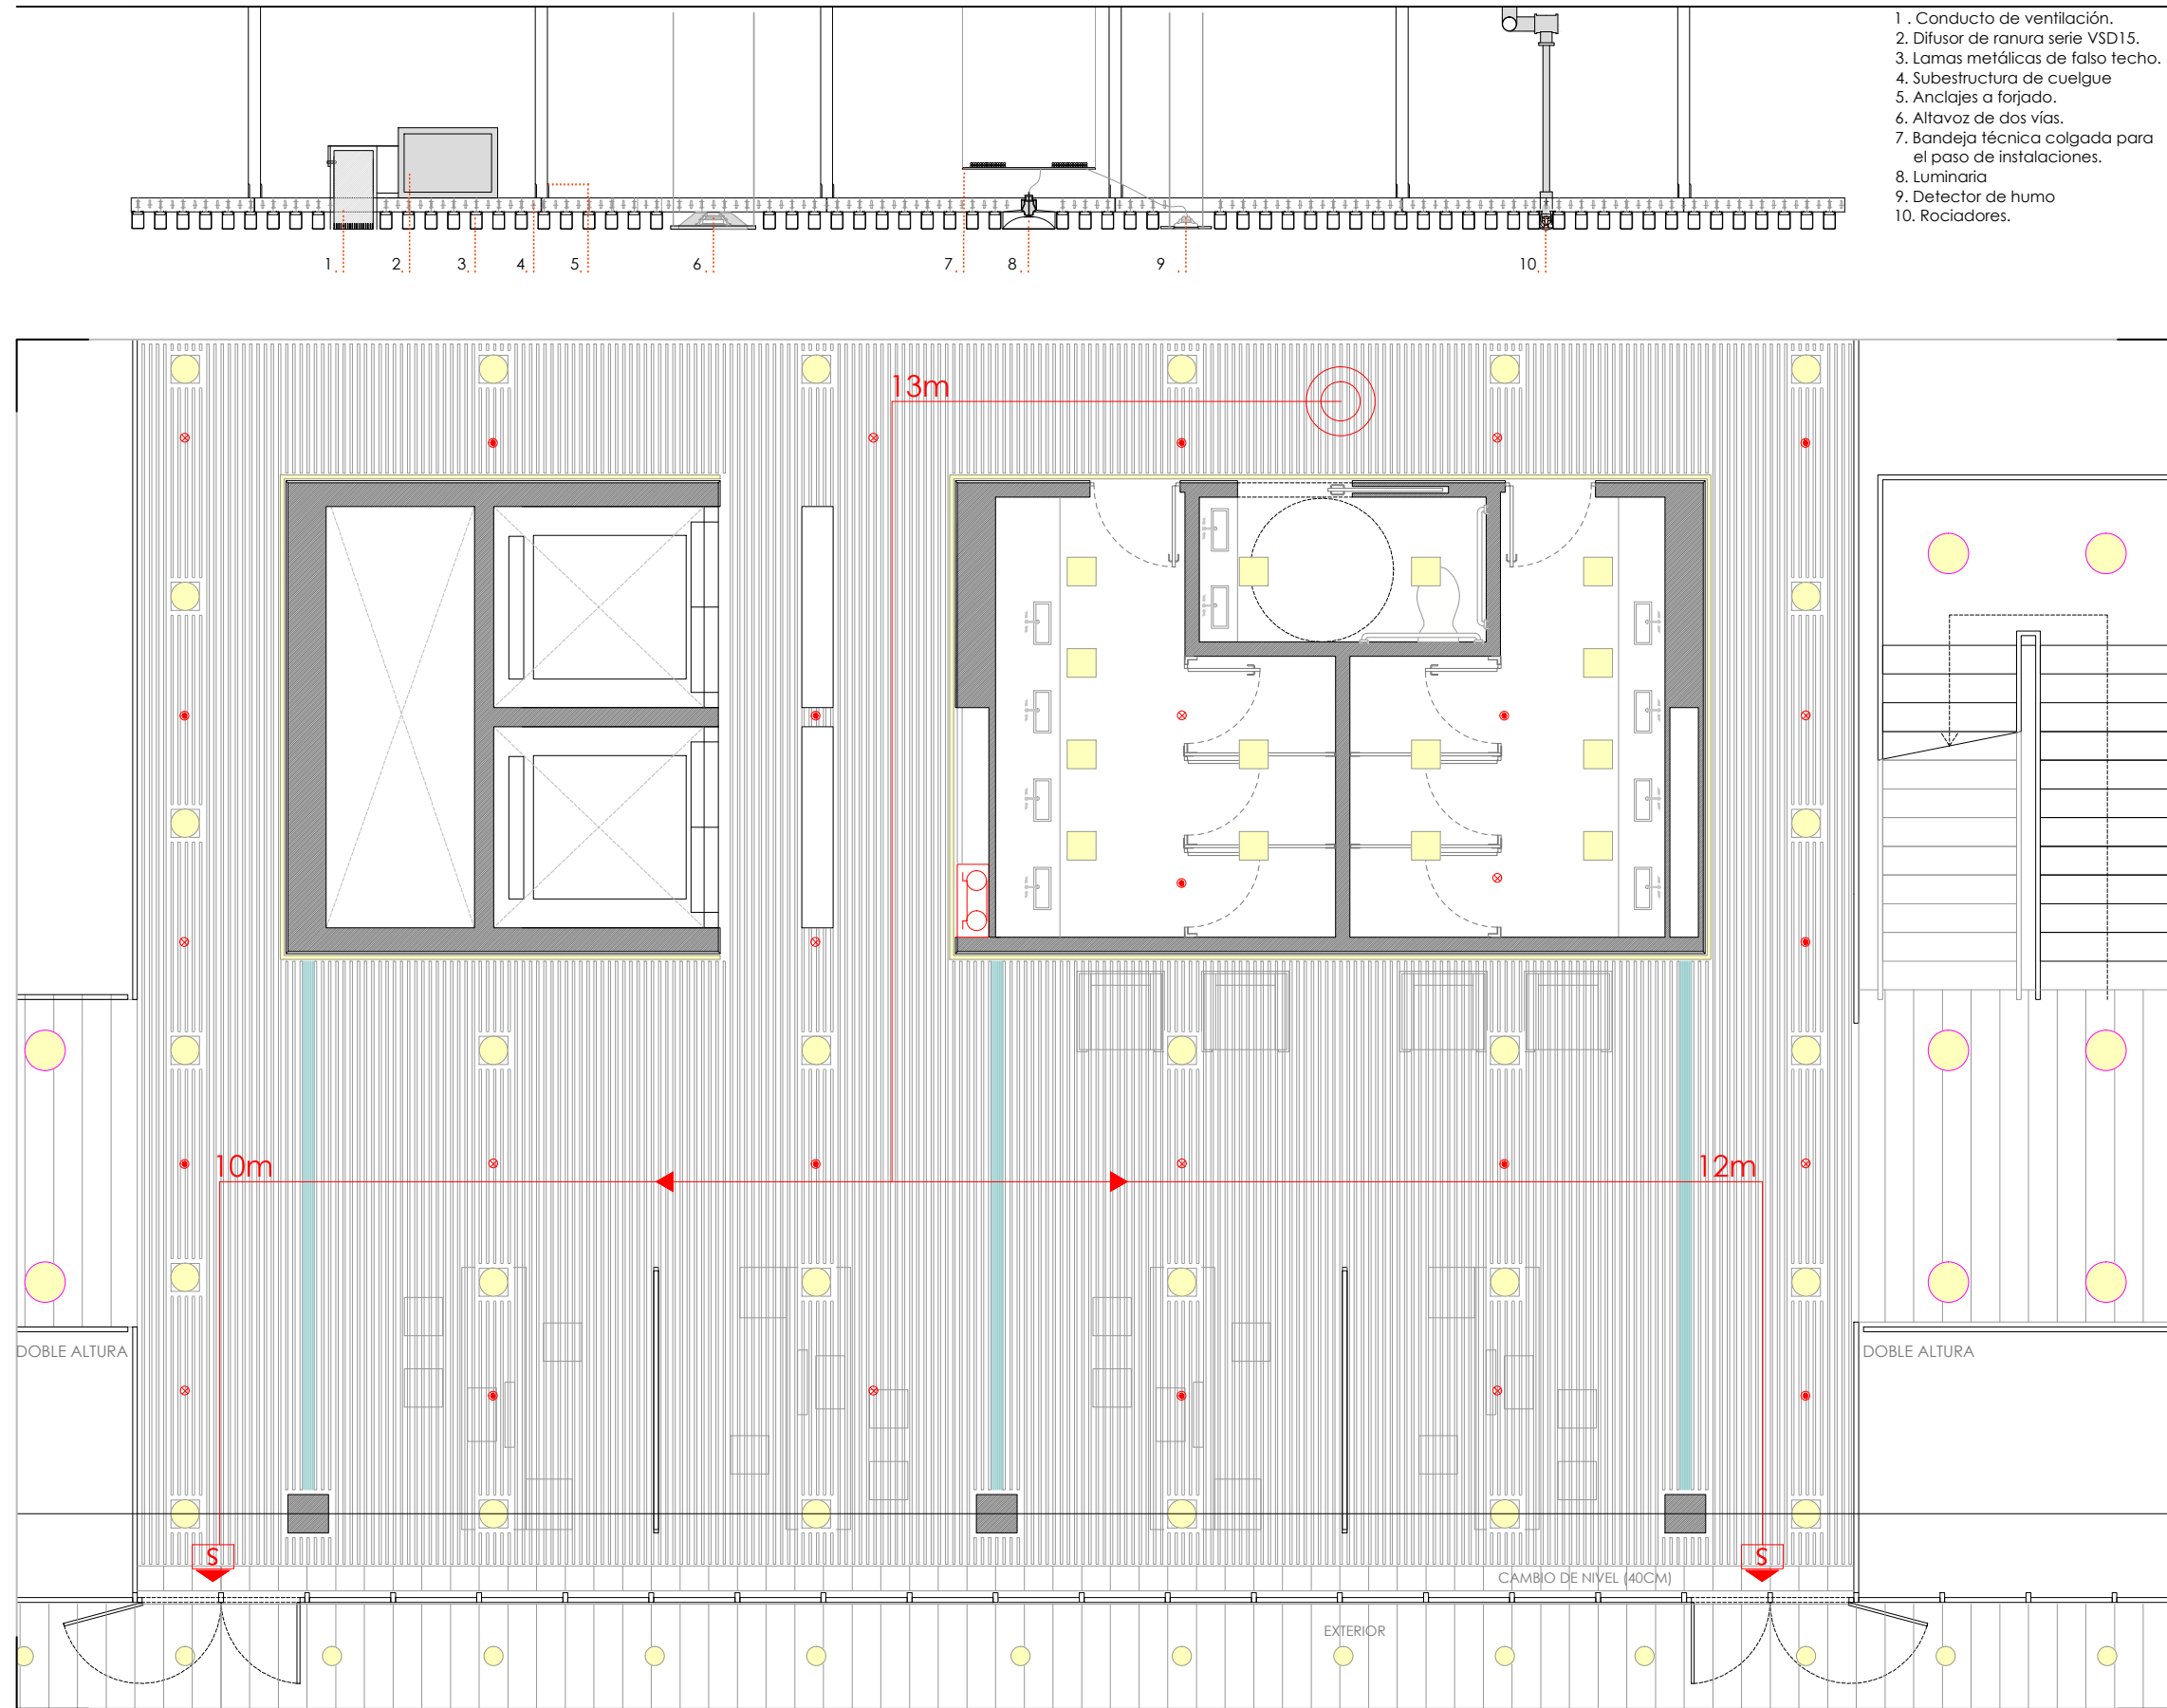 1 . Conducto de ventilación.
2. Difusor de ranura serie VSD15.
3. Lamas metálicas de falso techo.
4. Subestructura de cuelgue
5. Anclajes a forjado.
6. Altavoz de dos vías.
7. Bandeja técnica colgada para
el paso de instalaciones.
8. Luminaria
9. Detector de humo
10. Rociadores.
1 2 3 4 5 6 7 8 9 10
13m
10m
12m
DOBLE ALTURA
DOBLE ALTURA
S
S
CAMBIO DE NIVEL (40CM)
EXTERIOR